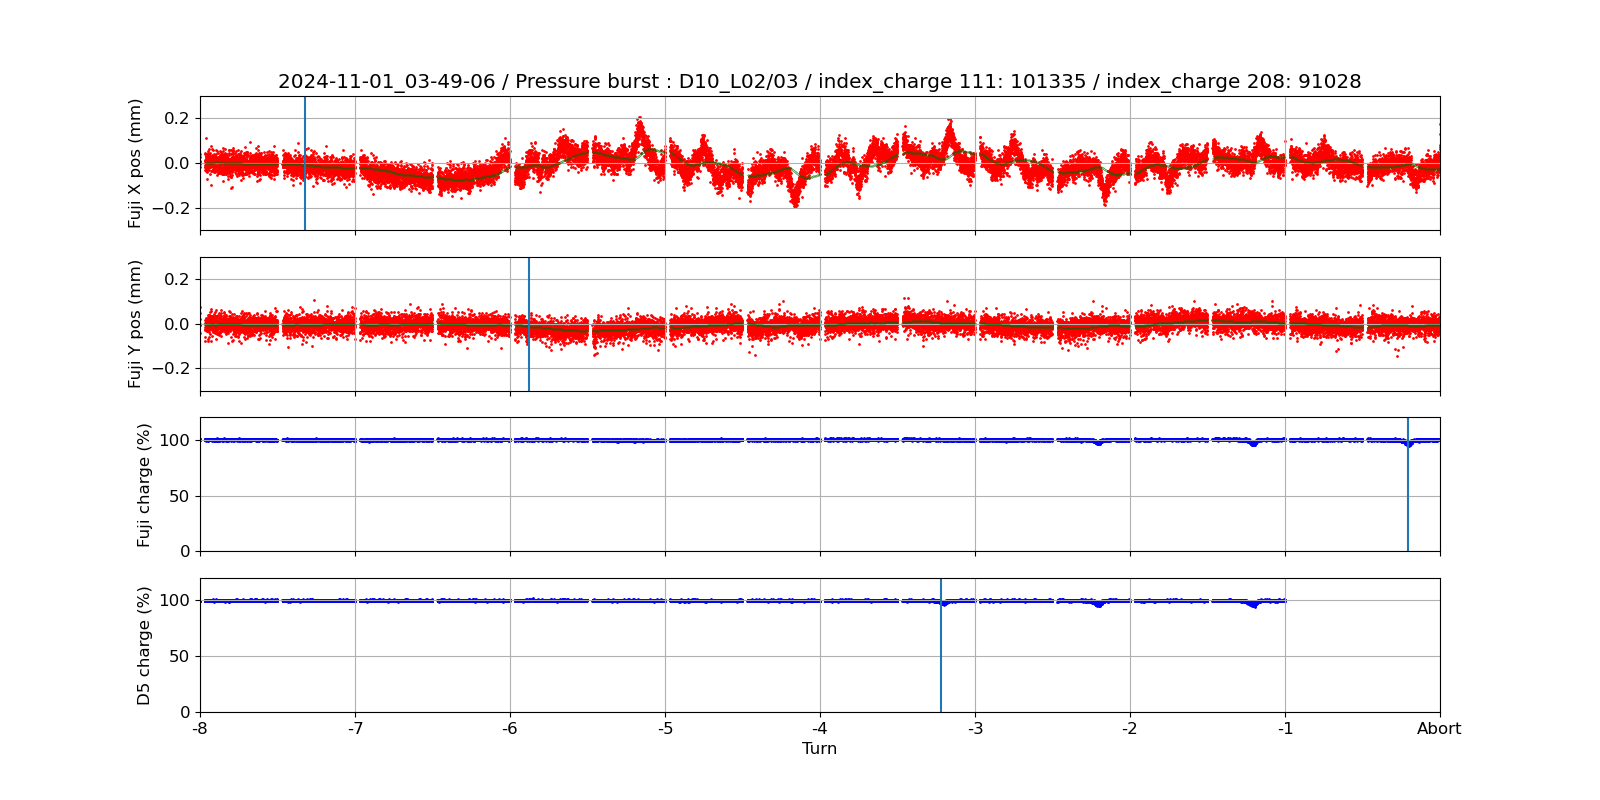 2024-11-01_03-49-06 / Pressure burst : D10_L02/03 / index_charge 111: 101335 / index_charge 208: 91028
Fuji X pos (mm)
0.2
0.0
−0.2
Fuji Y pos (mm)
0.2
0.0
−0.2
Fuji charge (%)
100
50
0
D5 charge (%)
100
50
0
-8 -7 -6 -5 -4 -3 -2 -1 Abort
Turn